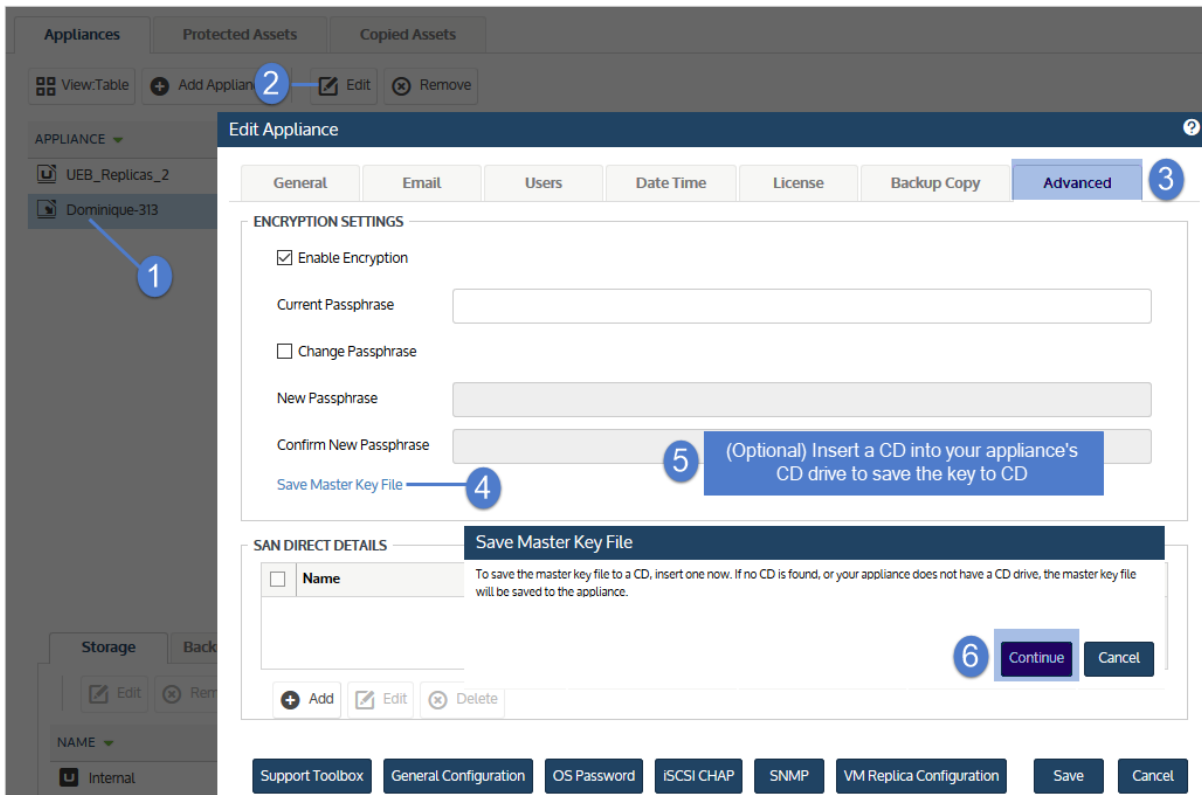 Appliances Protected Assets Copied Assets
View:Table Add Applian 2 Edit Remove
APPLIANCE
UEB_Replicas_2
Dominique-313
1
Edit Appliance ?
General Email Users Date Time License Backup Copy Advanced 3
ENCRYPTION SETTINGS
Enable Encryption
Current Passphrase
Change Passphrase
New Passphrase
Confirm New Passphrase
5 (Optional) Insert a CD into your appliance's
CD drive to save the key to CD
Save Master Key File 4
SAN DIRECT DETAILS
Name
Save Master Key File
To save the master key file to a CD, insert one now. If no CD is found, or your appliance does not have a CD drive, the master key file
will be saved to the appliance.
6 Continue Cancel
Add Edit Delete
Storage Back
Edit Rem
NAME
Internal
Support Toolbox General Configuration OS Password iSCSI CHAP SNMP VM Replica Configuration Save Cancel